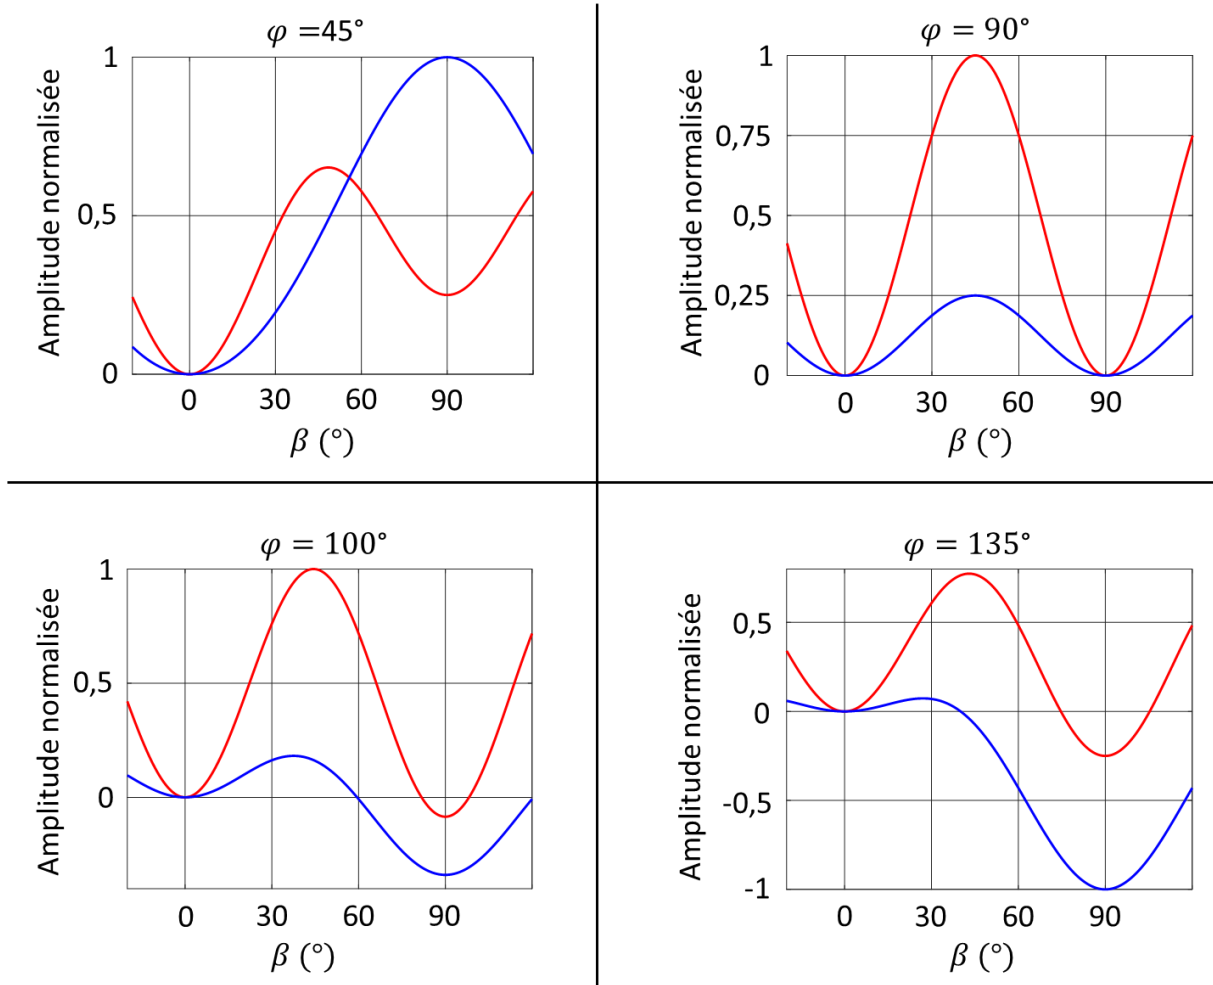 φ =45°
Amplitude normalisée
1
0,5
0
0 30 60 90
β (°)
φ = 90°
Amplitude normalisée
1
0,75
0,5
0,25
0
0 30 60 90
β (°)
φ = 100°
Amplitude normalisée
1
0,5
0
0 30 60 90
β (°)
φ = 135°
Amplitude normalisée
0,5
0
-0,5
-1
0 30 60 90
β (°)